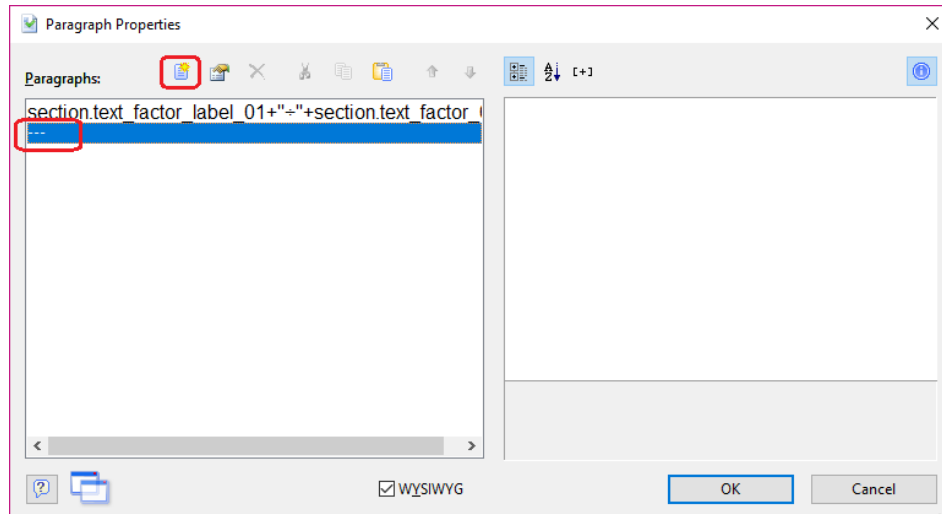 Paragraph Properties
Paragraphs:
section.text_factor_label_01+"÷"+section.text_factor_
---
WYSIWYG
OK
Cancel